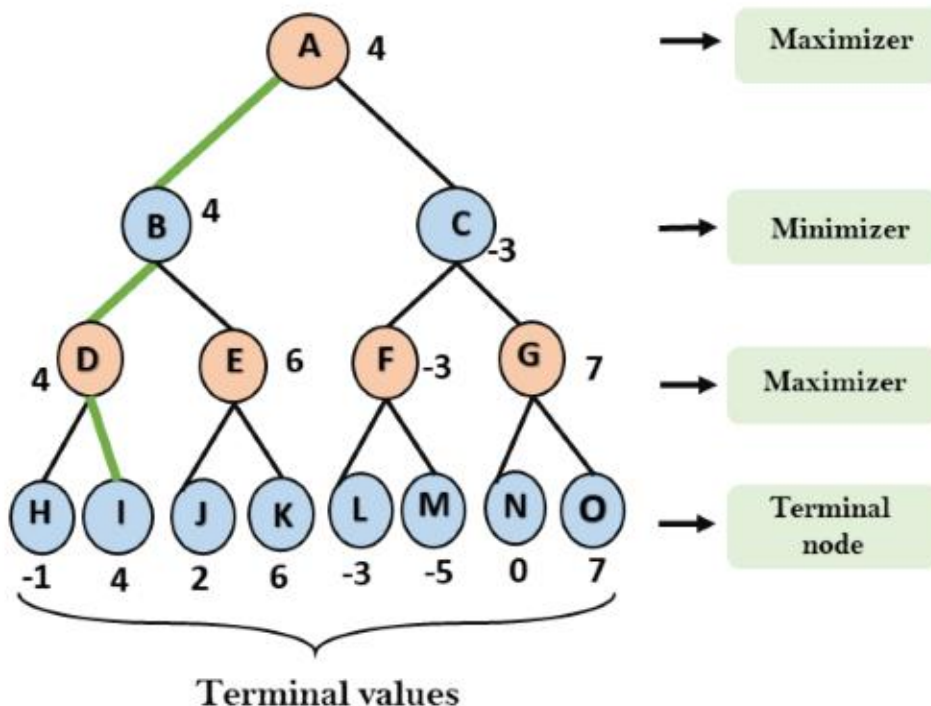 A 4 Maximizer
B 4 C -3 Minimizer
4 D E 6 F -3 G 7 Maximizer
H I J K L M N O Terminal
node
-1 4 2 6 -3 -5 0 7
Terminal values